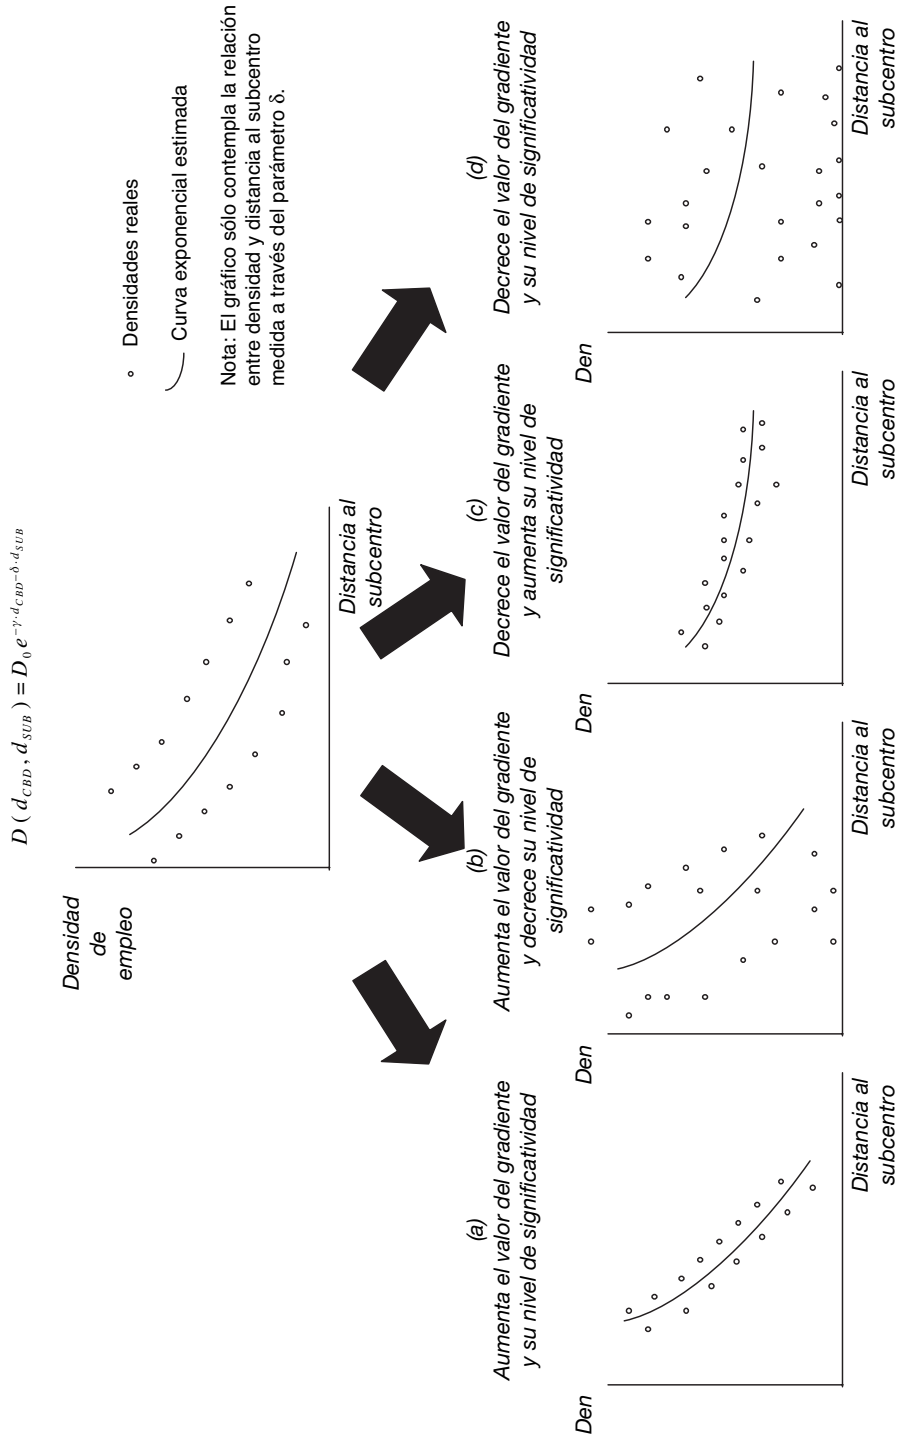 D ( d_CBD , d_SUB ) = D_0 e^{-γ·d_CBD-δ·d_SUB}
Densidad
de
empleo
Distancia al
subcentro
Densidades reales
Curva exponencial estimada
Nota: El gráfico sólo contempla la relación
entre densidad y distancia al subcentro
medida a través del parámetro δ.
(a)
Aumenta el valor del gradiente
y su nivel de significatividad
Den
Distancia al
subcentro
(b)
Aumenta el valor del gradiente
y decrece su nivel de
significatividad
Den
Distancia al
subcentro
(c)
Decrece el valor del gradiente
y aumenta su nivel de
significatividad
Den
Distancia al
subcentro
(d)
Decrece el valor del gradiente
y su nivel de significatividad
Den
Distancia al
subcentro